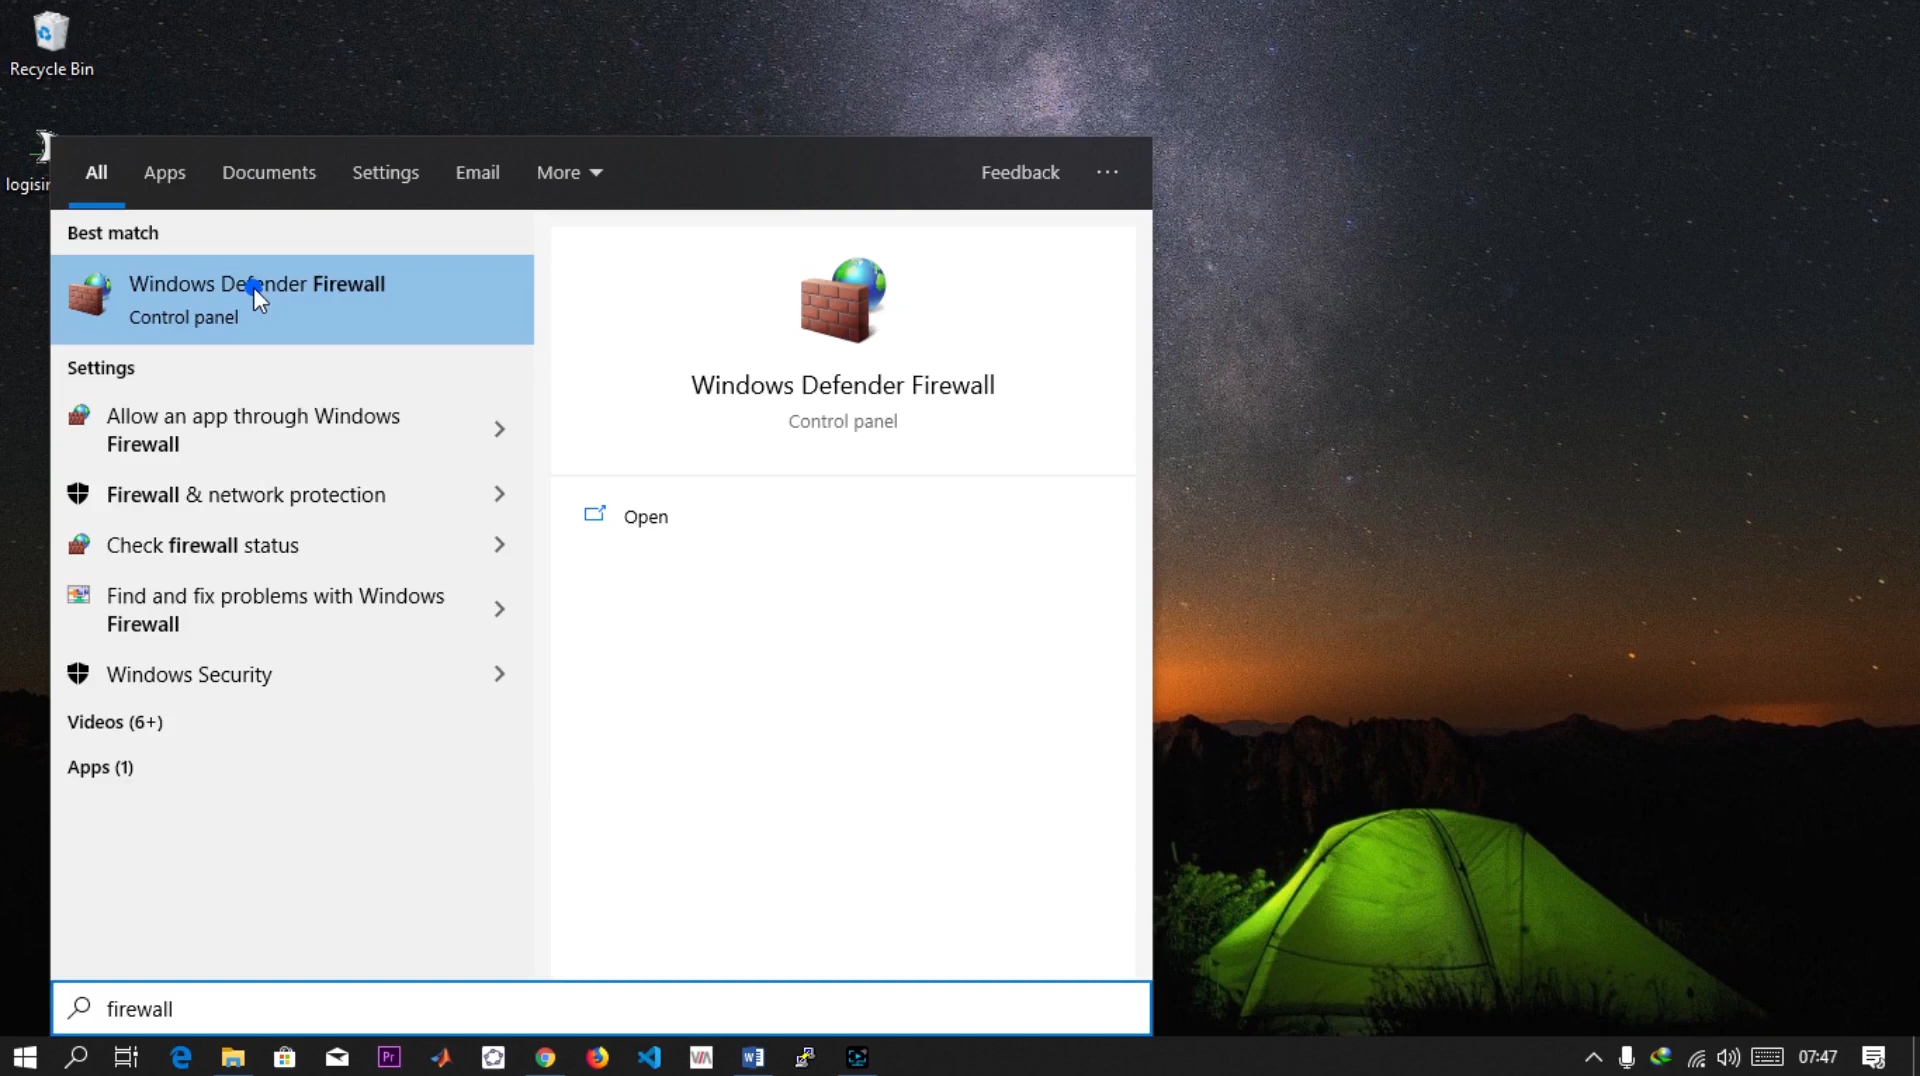 Recycle Bin
logisin
All Apps Documents Settings Email More Feedback ...
Best match
Windows Defender Firewall
Control panel
Settings
Allow an app through Windows
Firewall
Firewall & network protection
Check firewall status
Find and fix problems with Windows
Firewall
Windows Security
Videos (6+)
Apps (1)
Windows Defender Firewall
Control panel
Open
firewall
Pr
VIA
W
07:47